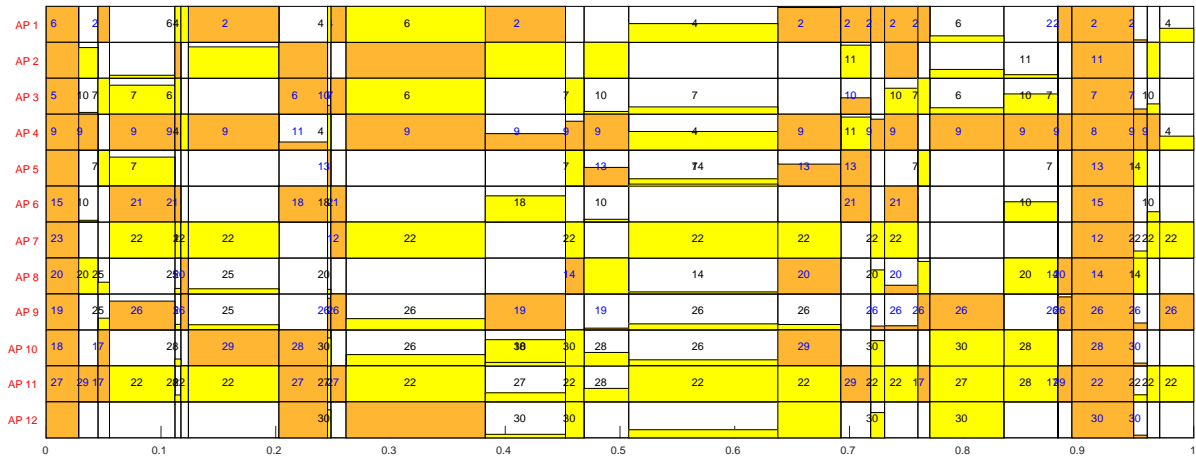 AP 1 6 2 6 4 2 4 6 2 4 2 2 2 2 2 6 2 2 2 2 4
AP 2 11 11 11
AP 3 5 10 7 7 6 6 10 6 7 10 7 10 10 7 6 10 7 7 7 10
AP 4 9 9 9 9 4 9 11 4 9 9 9 9 4 9 11 9 9 9 9 9 8 9 9 4
AP 5 7 7 13 7 13 14 13 13 7 7 13 14
AP 6 15 10 21 21 18 18 21 18 10 21 21 10 15 10
AP 7 23 22 22 22 12 22 22 22 22 22 22 12 22 22 22
AP 8 20 20 25 25 20 25 20 14 14 20 20 20 20 14 20 14 14
AP 9 19 25 26 26 25 26 26 26 19 19 26 26 26 26 26 26 26 26 26 26 26
AP 10 18 17 28 29 28 30 26 30 28 26 29 30 30 28 28 30
AP 11 27 29 17 22 22 22 27 27 22 27 22 28 22 22 29 22 22 17 27 28 17 29 22 22 22 22
AP 12 30 30 30 30 30 30 30
0 0.1 0.2 0.3 0.4 0.5 0.6 0.7 0.8 0.9 1